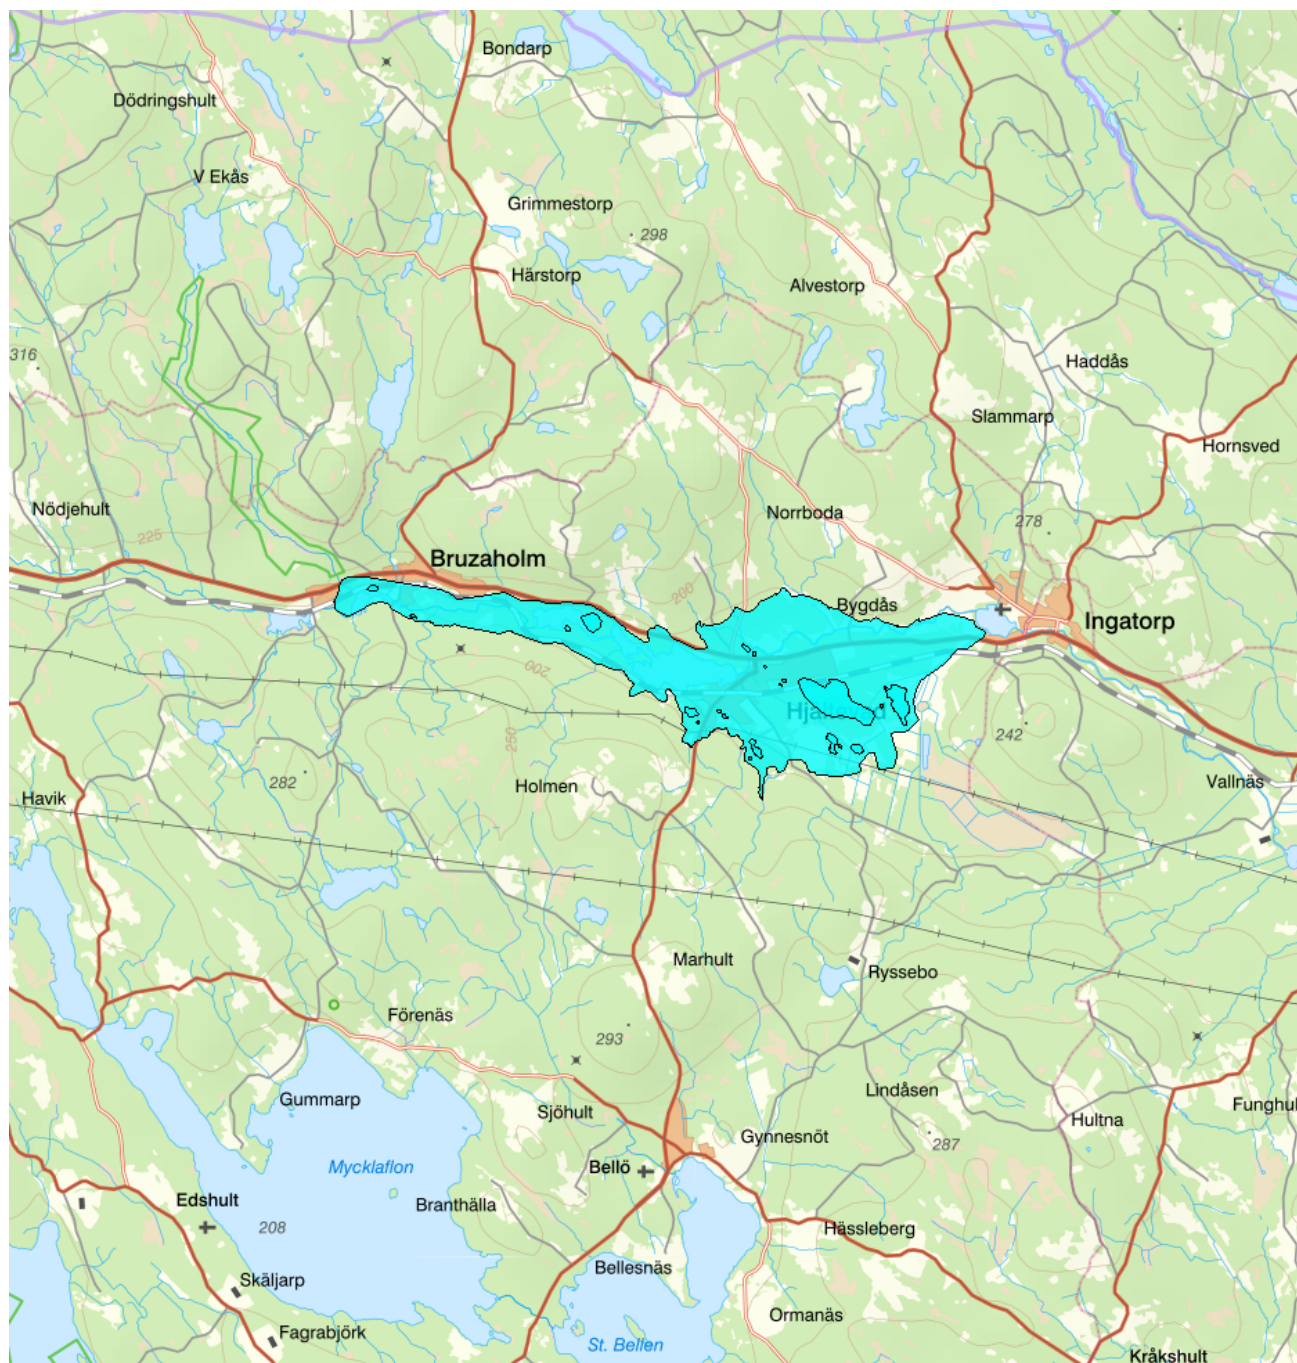 Bondarp
Dödringshult
V Ekås
Grimmestorp
298
Härstorp
Alvestorp
316
Haddås
Slammarp
Hornsved
Nödjehult
225
Norrboda
278
Bruzaholm
200
Bygdås
Ingatorp
200
Hjältevad
250
242
282
Holmen
Havik
Vallnäs
Marhult
Ryssebo
Förenäs
293
Lindåsen
Gummarp
Sjöhult
Funghul
Hultna
287
Gynnesnöt
Mycklaflon
Bellö
Edshult
Branthälla
208
Hässleberg
Bellesnäs
Skäljarp
Ormanäs
Fagrabjörk
St. Bellen
Kråkshult